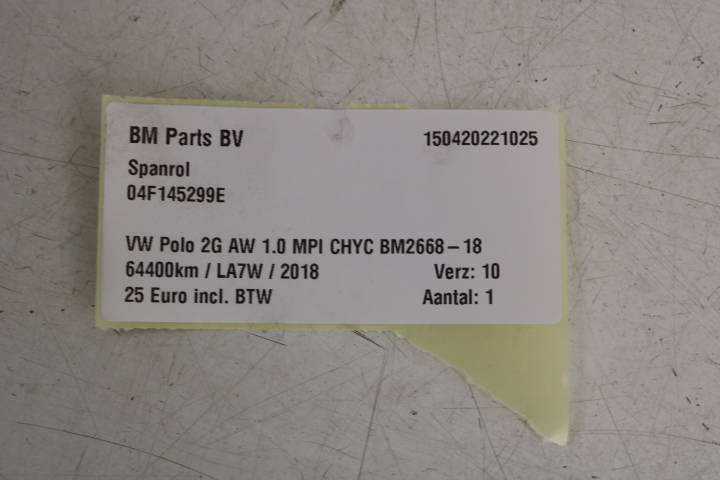 BM Parts BV 150420221025
Spanrol
04F145299E
VW Polo 2G AW 1.0 MPI CHYC BM2668-18
64400km / LA7W / 2018 Verz: 10
25 Euro incl. BTW Aantal: 1